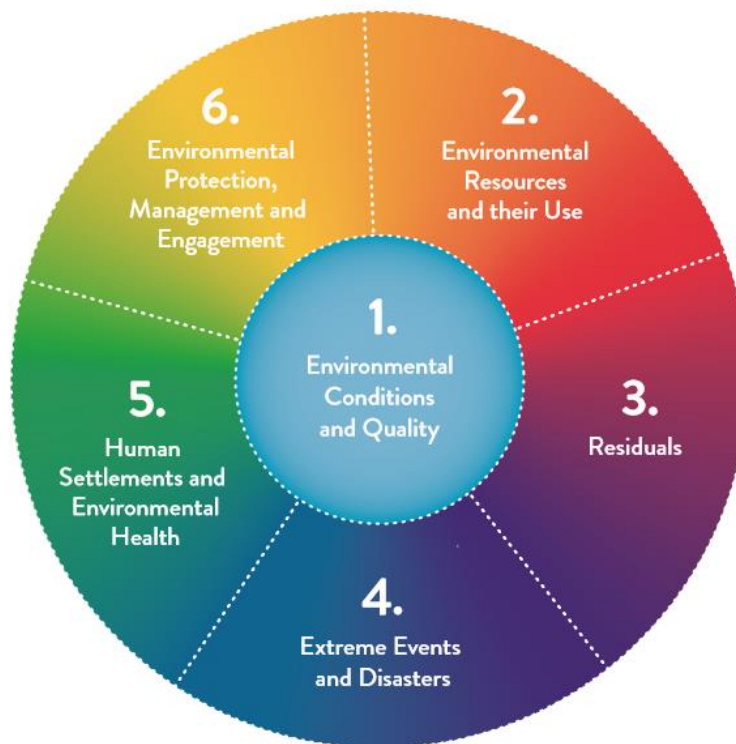 1.
Environmental
Conditions
and Quality
2.
Environmental
Resources
and their Use
3.
Residuals
4.
Extreme Events
and Disasters
5.
Human
Settlements and
Environmental
Health
6.
Environmental
Protection,
Management and
Engagement